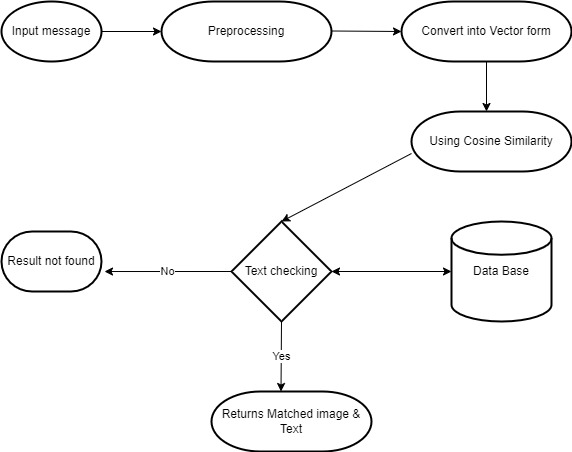 Input message
Preprocessing
Convert into Vector form
Using Cosine Similarity
Result not found
No
Text checking
Data Base
Yes
Returns Matched image &
Text